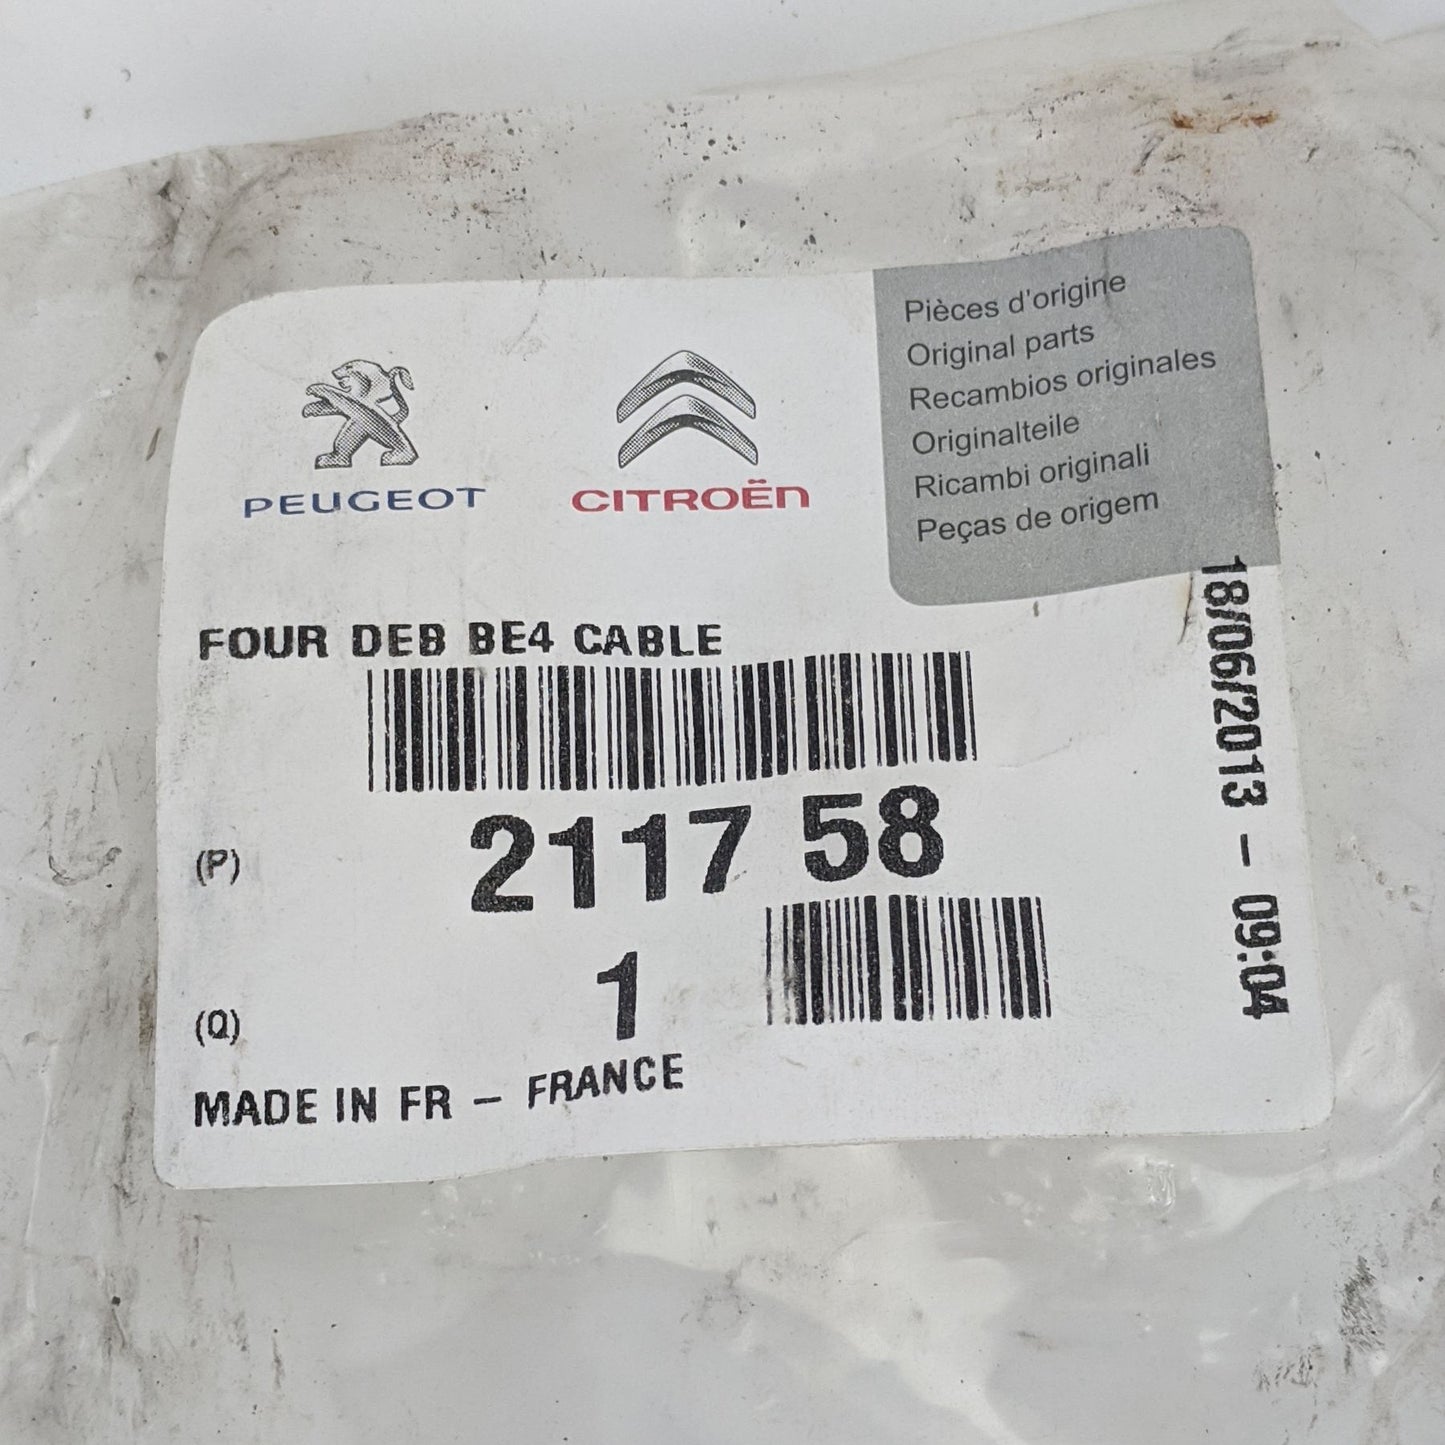 PEUGEOT
CITROËN
Pièces d'origine
Original parts
Recambios originales
Originalteile
Ricambi originali
Peças de origem
FOUR DEB BE4 CABLE
(P) 2117 58
(Q) 1
MADE IN FR - FRANCE
18/06/2013 - 09:04